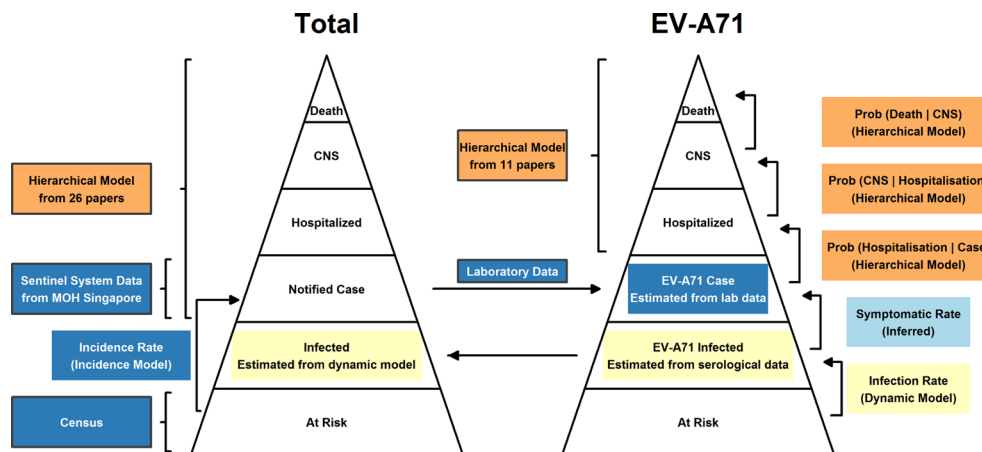 Total
EV-A71
Death
CNS
Hospitalized
Notified Case
Infected
Estimated from dynamic model
At Risk
Hierarchical Model
from 26 papers
Sentinel System Data
from MOH Singapore
Incidence Rate
(Incidence Model)
Census
Laboratory Data
Hierarchical Model
from 11 papers
Death
CNS
Hospitalized
EV-A71 Case
Estimated from lab data
EV-A71 Infected
Estimated from serological data
At Risk
Prob (Death | CNS)
(Hierarchical Model)
Prob (CNS | Hospitalisation
(Hierarchical Model)
Prob (Hospitalisation | Case
(Hierarchical Model)
Symptomatic Rate
(Inferred)
Infection Rate
(Dynamic Model)